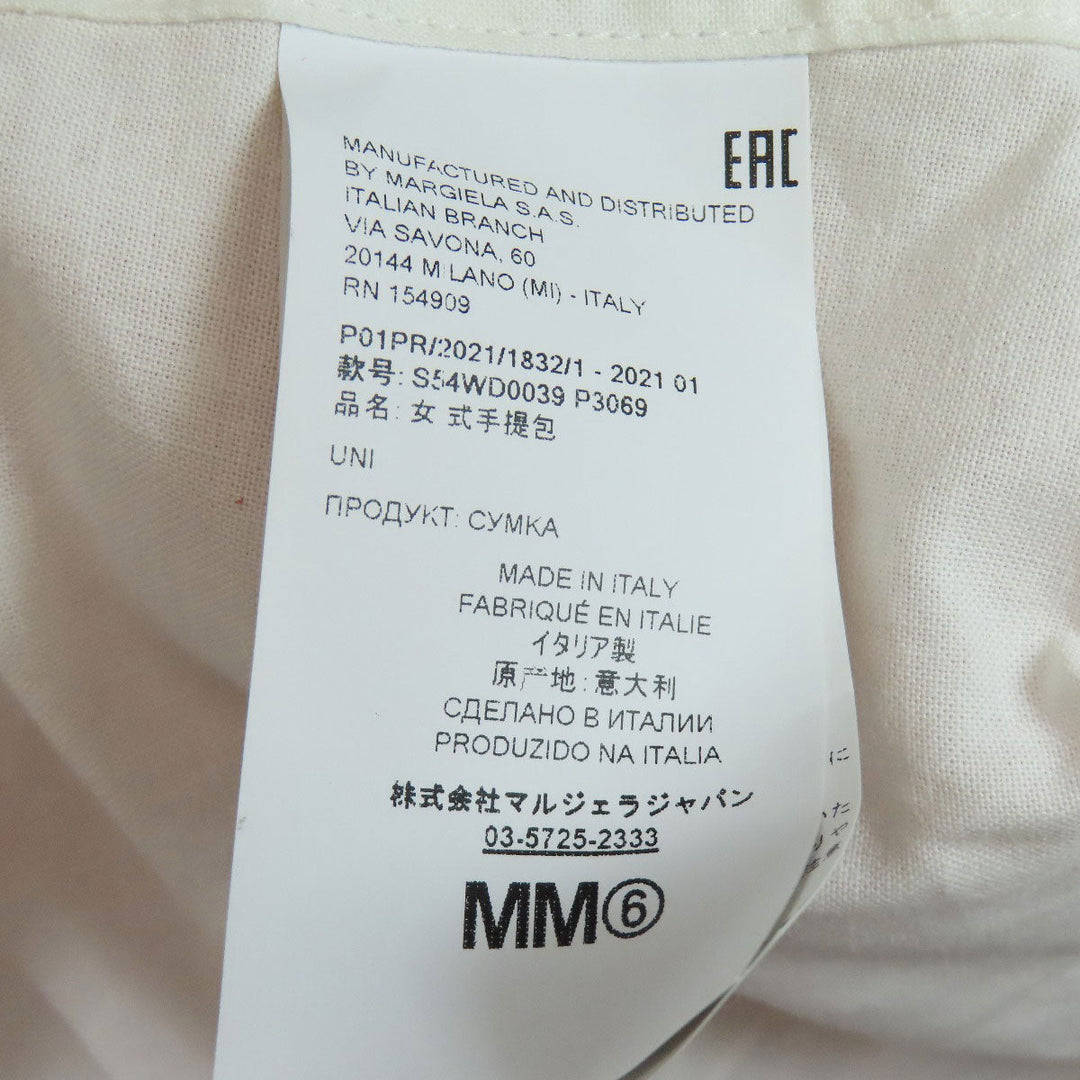 EAC
MANUFACTURED AND DISTRIBUTED
BY MARGIELA S.A.S.
ITALIAN BRANCH
VIA SAVONA, 60
20144 MILANO (MI) - ITALY
RN 154909
P01PR/2021/1832/1 - 2021 01
款号: S54WD0039 P3069
品名: 女 式手提包
UNI
ПРОДУКТ: СУМКА
MADE IN ITALY
FABRIQUÉ EN ITALIE
イタリア製
原产地: 意大利
СДЕЛАНО В ИТАЛИИ
PRODUZIDO NA ITALIA
株式会社マルジェラジャパン
03-5725-2333
MM⑥
に
た